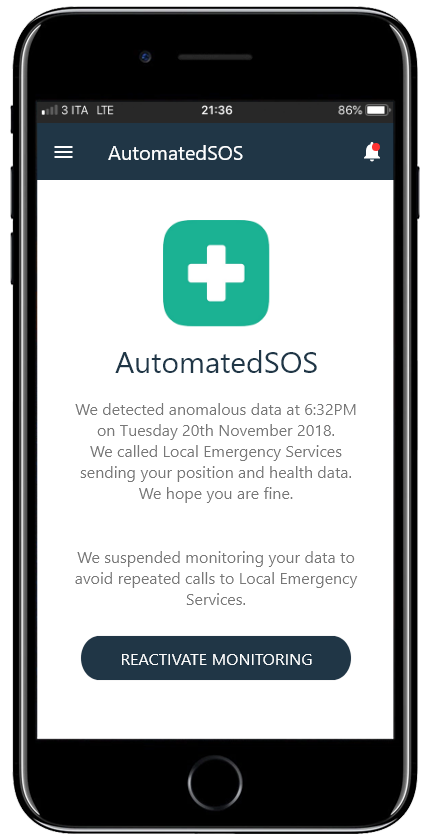 3 ITA LTE 21:36 86%
AutomatedSOS
AutomatedSOS
We detected anomalous data at 6:32PM
on Tuesday 20th November 2018.
We called Local Emergency Services
sending your position and health data.
We hope you are fine.
We suspended monitoring your data to
avoid repeated calls to Local Emergency
Services.
REACTIVATE MONITORING